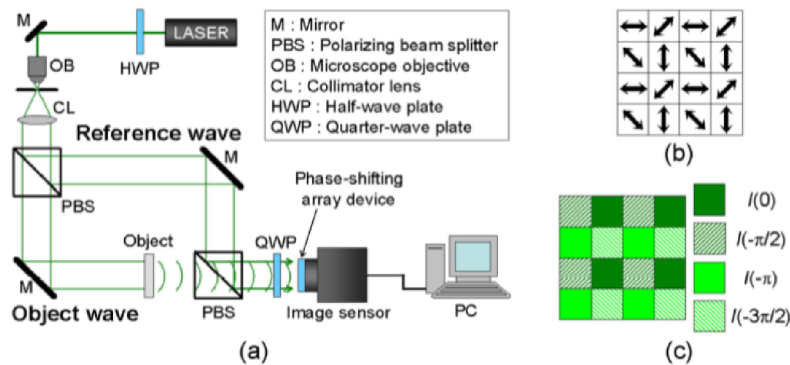 M
LASER
OB
HWP
CL
Reference wave
M
PBS
Phase-shifting
array device
Object
QWP
M
Object wave
PBS
Image sensor
PC
(a)
M : Mirror
PBS : Polarizing beam splitter
OB : Microscope objective
CL : Collimator lens
HWP : Half-wave plate
QWP : Quarter-wave plate
(b)
I(0)
I(-π/2)
I(-π)
I(-3π/2)
(c)